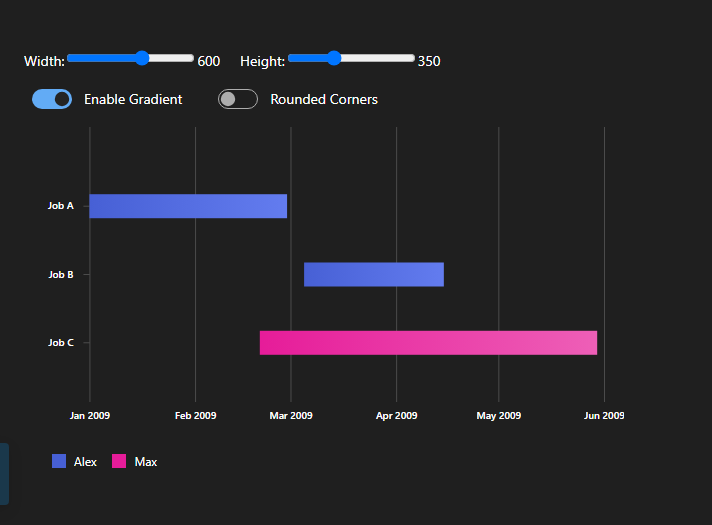 Width: 600 Height: 350
Enable Gradient Rounded Corners
Job A
Job B
Job C
Jan 2009 Feb 2009 Mar 2009 Apr 2009 May 2009 Jun 2009
Alex Max